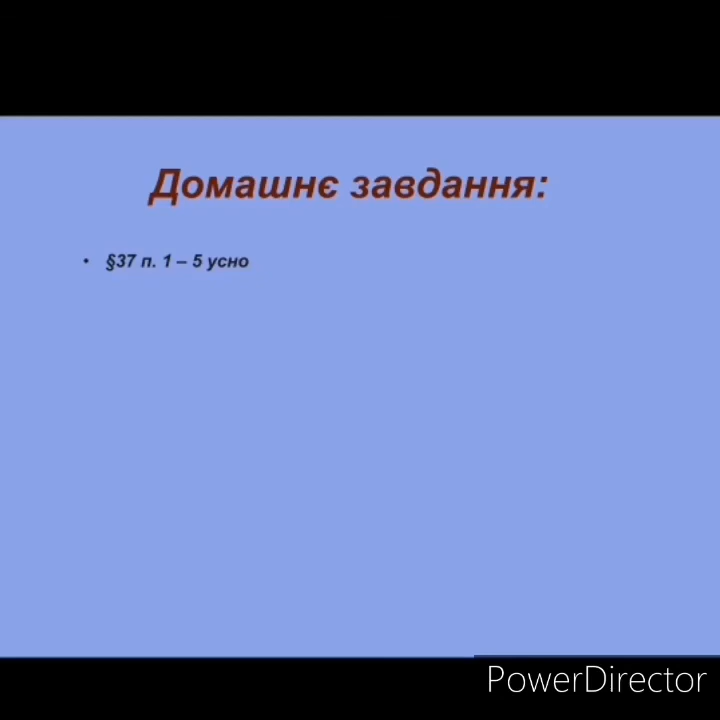 Домашнє завдання:
• §37 п. 1 – 5 усно
PowerDirector